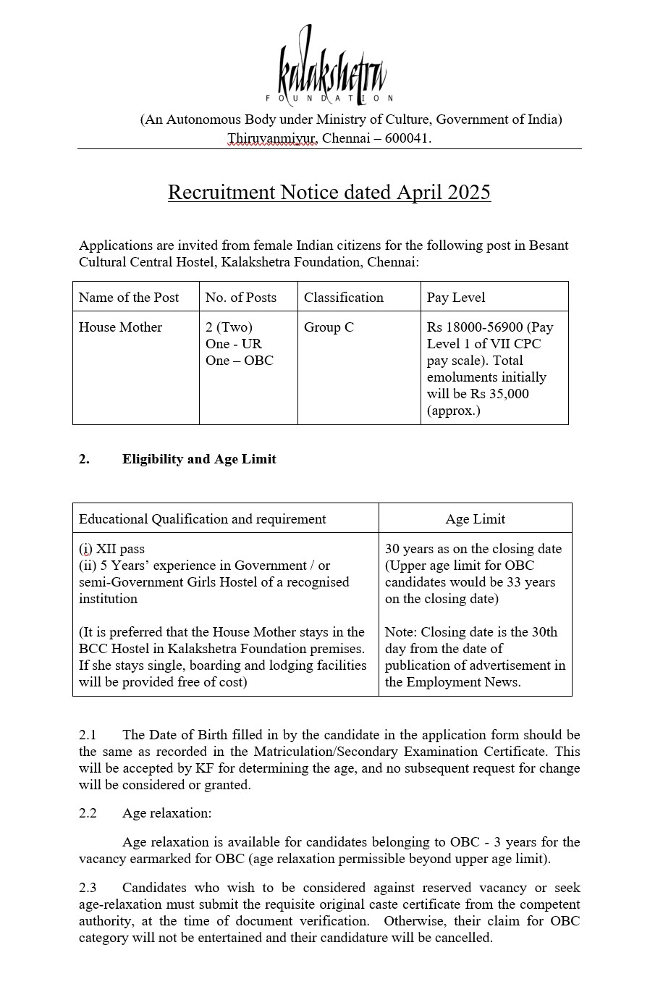 kalakshetra
FOUNDATION
(An Autonomous Body under Ministry of Culture, Government of India)
Thiruvanmiyur, Chennai – 600041.
Recruitment Notice dated April 2025
Applications are invited from female Indian citizens for the following post in Besant
Cultural Central Hostel, Kalakshetra Foundation, Chennai:
Name of the Post
No. of Posts
Classification
Pay Level
House Mother
2 (Two)
One - UR
One – OBC
Group C
Rs 18000-56900 (Pay
Level 1 of VII CPC
pay scale). Total
emoluments initially
will be Rs 35,000
(approx.)
2. Eligibility and Age Limit
Educational Qualification and requirement
Age Limit
(i) XII pass
(ii) 5 Years’ experience in Government / or
semi-Government Girls Hostel of a recognised
institution
(It is preferred that the House Mother stays in the
BCC Hostel in Kalakshetra Foundation premises.
If she stays single, boarding and lodging facilities
will be provided free of cost)
30 years as on the closing date
(Upper age limit for OBC
candidates would be 33 years
on the closing date)
Note: Closing date is the 30th
day from the date of
publication of advertisement in
the Employment News.
2.1 The Date of Birth filled in by the candidate in the application form should be
the same as recorded in the Matriculation/Secondary Examination Certificate. This
will be accepted by KF for determining the age, and no subsequent request for change
will be considered or granted.
2.2 Age relaxation:
Age relaxation is available for candidates belonging to OBC - 3 years for the
vacancy earmarked for OBC (age relaxation permissible beyond upper age limit).
2.3 Candidates who wish to be considered against reserved vacancy or seek
age-relaxation must submit the requisite original caste certificate from the competent
authority, at the time of document verification. Otherwise, their claim for OBC
category will not be entertained and their candidature will be cancelled.